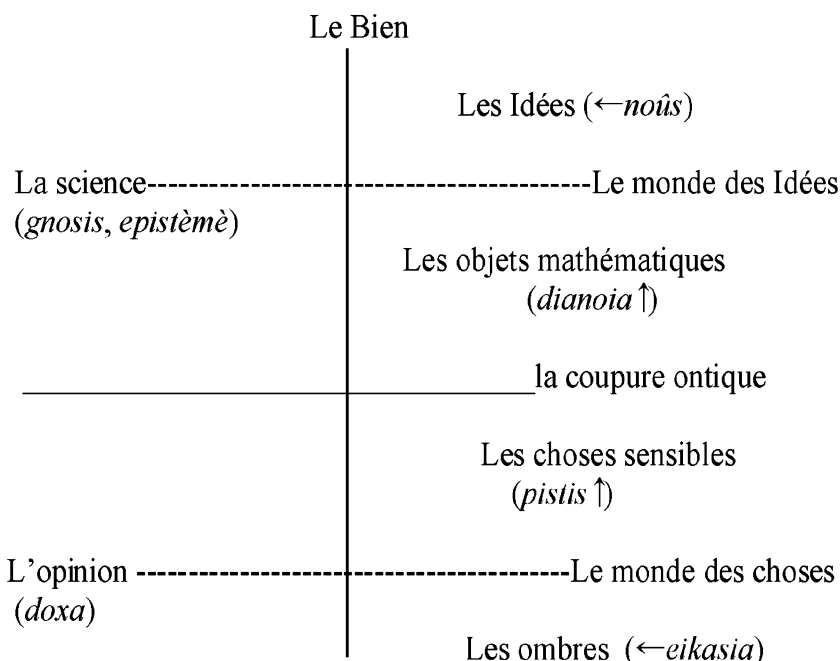 Le Bien
Les Idées (←noûs)
La science Le monde des Idées
(gnosis, epistèmè)
Les objets mathématiques
(dianoia↑)
la coupure ontique
Les choses sensibles
(pistis↑)
L’opinion Le monde des choses
(doxa)
Les ombres (←eikasia)